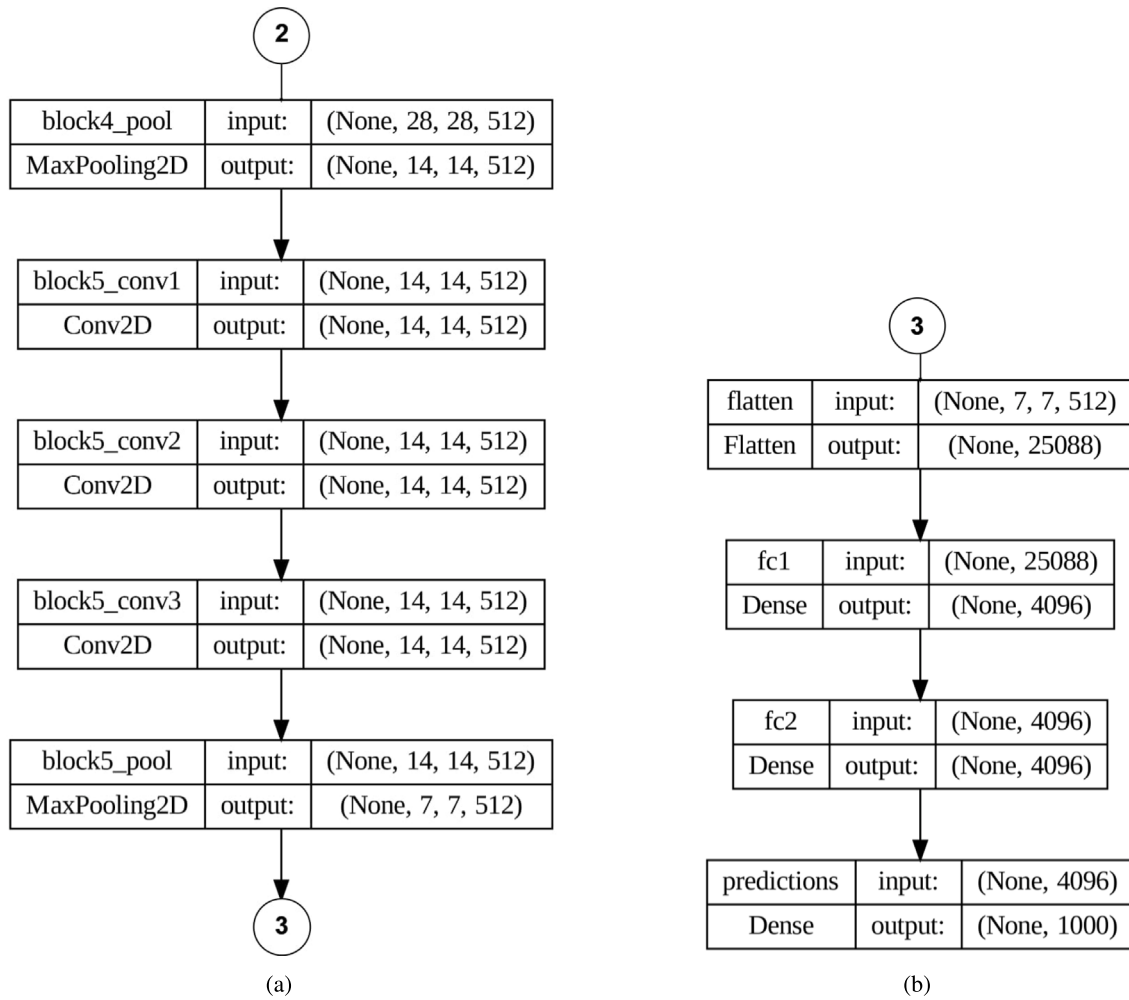 2
block4_pool input: (None, 28, 28, 512)
MaxPooling2D output: (None, 14, 14, 512)
block5_conv1 input: (None, 14, 14, 512)
Conv2D output: (None, 14, 14, 512)
block5_conv2 input: (None, 14, 14, 512)
Conv2D output: (None, 14, 14, 512)
block5_conv3 input: (None, 14, 14, 512)
Conv2D output: (None, 14, 14, 512)
block5_pool input: (None, 14, 14, 512)
MaxPooling2D output: (None, 7, 7, 512)
3
(a)
3
flatten input: (None, 7, 7, 512)
Flatten output: (None, 25088)
fc1 input: (None, 25088)
Dense output: (None, 4096)
fc2 input: (None, 4096)
Dense output: (None, 4096)
predictions input: (None, 4096)
Dense output: (None, 1000)
(b)